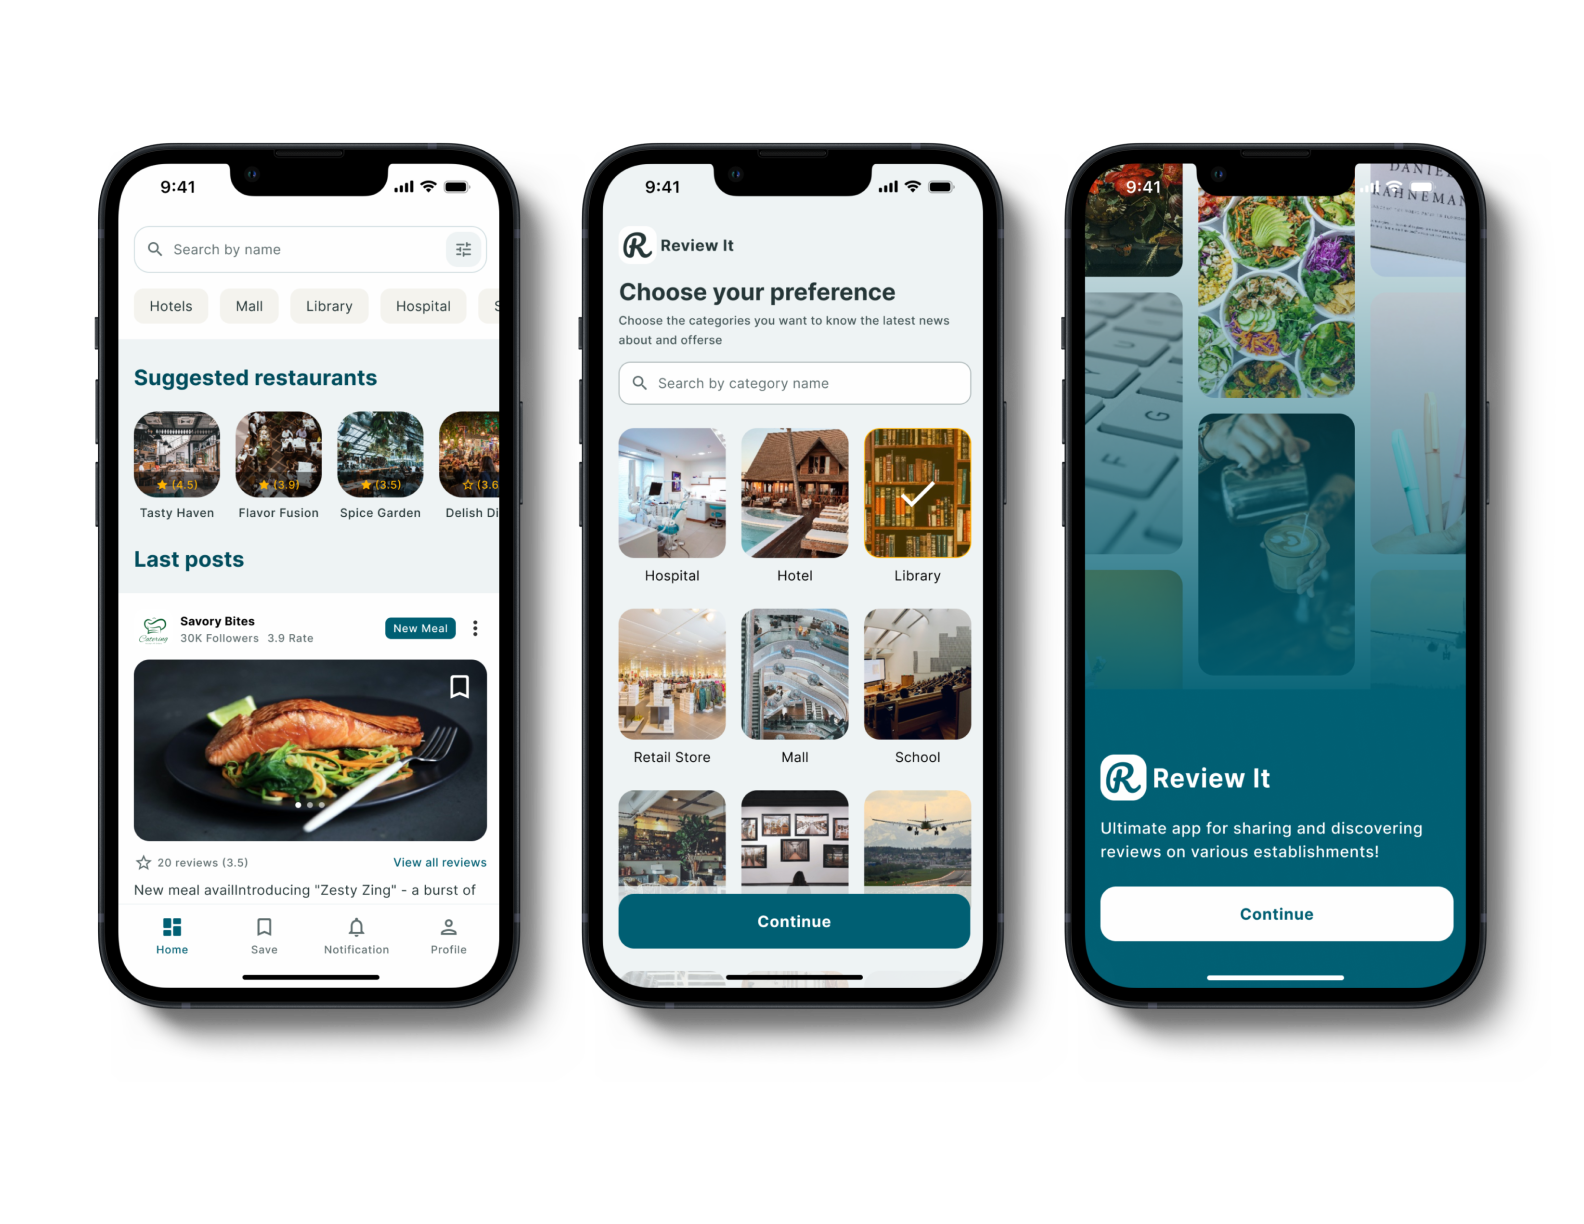 9:41
Search by name
Hotels Mall Library Hospital S
Suggested restaurants
(4.5) (3.9) (3.5) (3.6
Tasty Haven Flavor Fusion Spice Garden Delish Di
Last posts
Savory Bites
30K Followers 3.9 Rate
New Meal
Catering
20 reviews (3.5)
View all reviews
New meal availIntroducing "Zesty Zing" - a burst of
Home Save Notification Profile
9:41
R Review It
Choose your preference
Choose the categories you want to know the latest news
about and offerse
Search by category name
Hospital Hotel Library
Retail Store Mall School
Continue
9:41
DANIE
KAHNEMAN
G
F
R Review It
Ultimate app for sharing and discovering
reviews on various establishments!
Continue